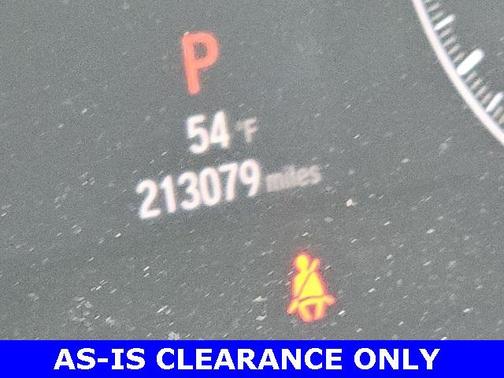 P
54 °F
213079 miles
AS-IS CLEARANCE ONLY